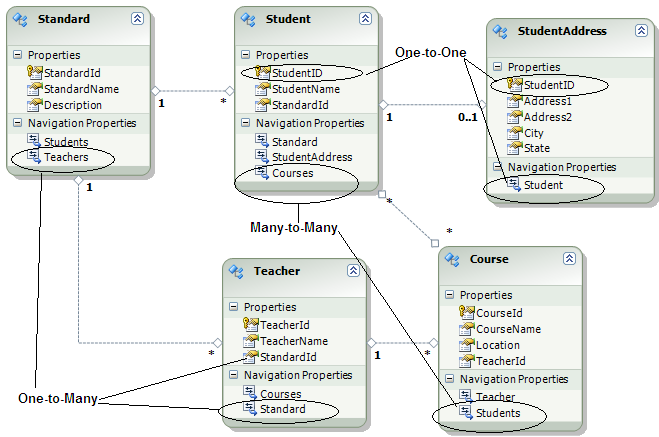 Standard
Properties
StandardId
StandardName
Description
Navigation Properties
Students
Teachers
Student
Properties
StudentID
StudentName
StandardId
Navigation Properties
Standard
StudentAddress
Courses
StudentAddress
Properties
StudentID
Address1
Address2
City
State
Navigation Properties
Student
One-to-One
1
*
1
0..1
1
*
*
Many-to-Many
Teacher
Properties
TeacherId
TeacherName
StandardId
Navigation Properties
Courses
Standard
Course
Properties
CourseId
CourseName
Location
TeacherId
Navigation Properties
Teacher
Students
*
1
*
One-to-Many